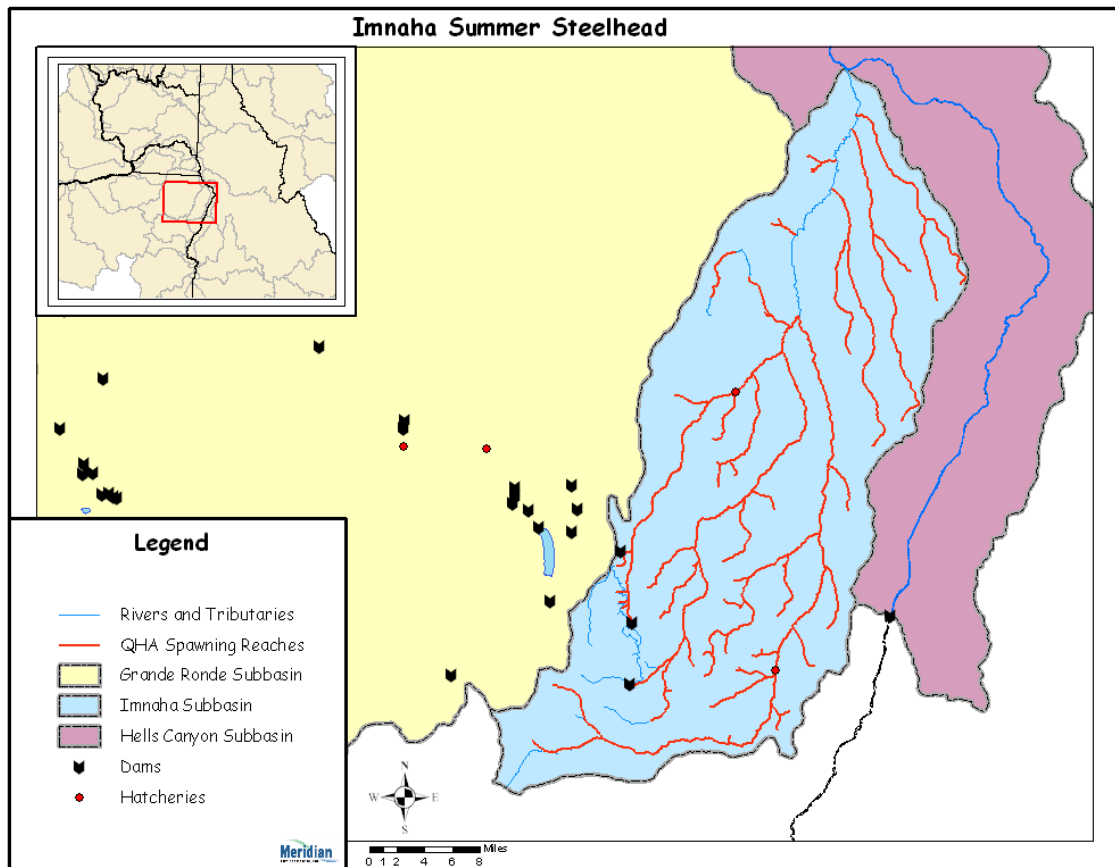 Imnaha Summer Steelhead
Legend
Rivers and Tributaries
QHA Spawning Reaches
Grande Ronde Subbasin
Imnaha Subbasin
Hells Canyon Subbasin
Dams
Hatcheries
Meridian
N
W E
S
Miles
0 1 2 4 6 8